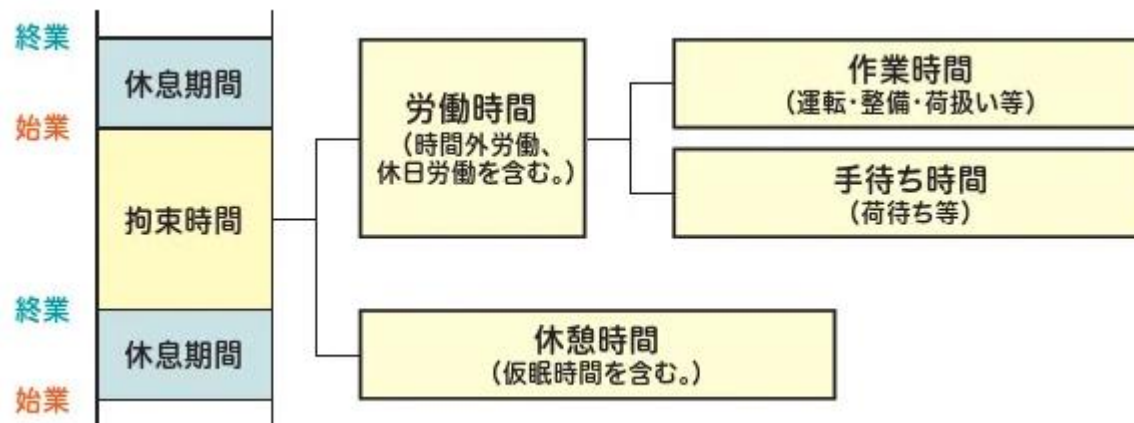 終業
休息期間
始業
拘束時間
終業
休息期間
始業
労働時間
（時間外労働、
休日労働を含む。）
作業時間
（運転・整備・荷扱い等）
手待ち時間
（荷待ち等）
休憩時間
（仮眠時間を含む。）